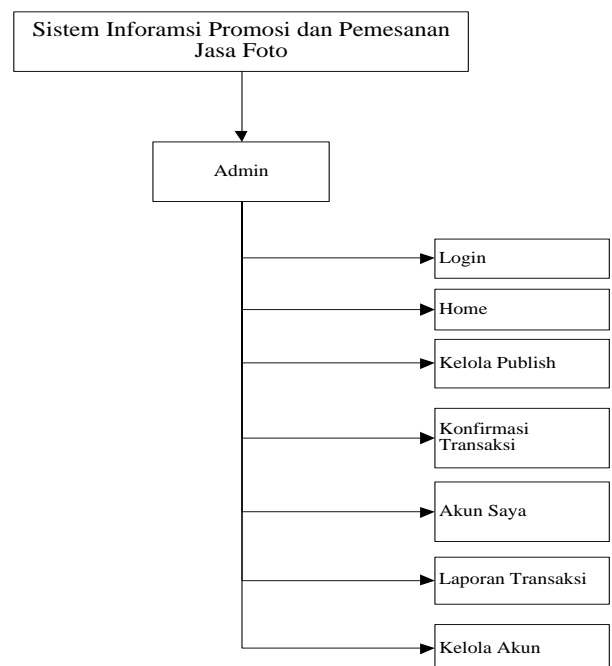 Sistem Inforamsi Promosi dan Pemesanan
Jasa Foto
Admin
Login
Home
Kelola Publish
Konfirmasi
Transaksi
Akun Saya
Laporan Transaksi
Kelola Akun